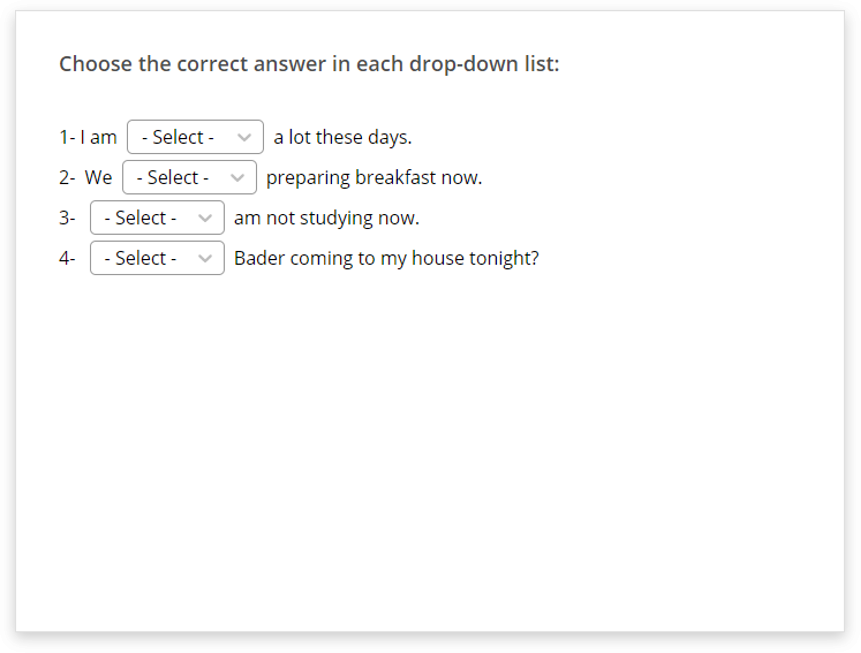 Choose the correct answer in each drop-down list:
1- I am - Select - a lot these days.
2- We - Select - preparing breakfast now.
3- - Select - am not studying now.
4- - Select - Bader coming to my house tonight?